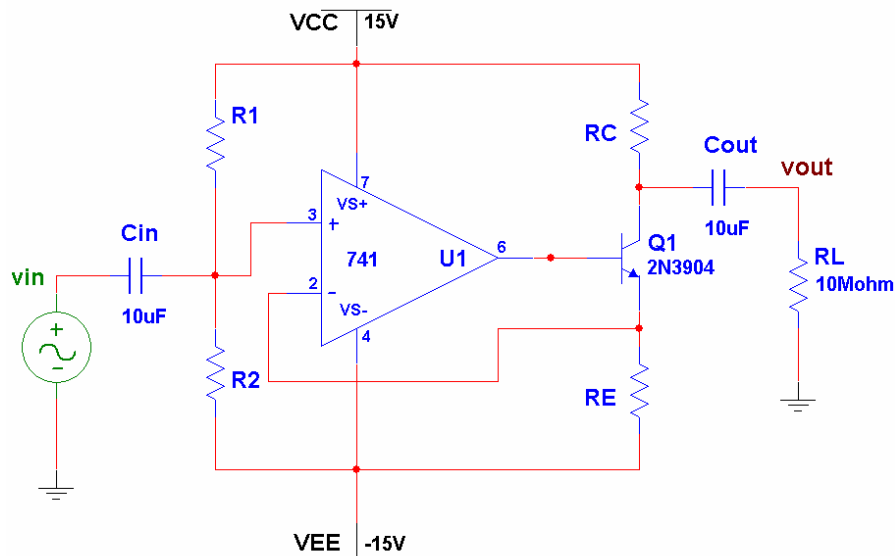 VCC 15V
R1
RC
Cout
vout
7
VS+
3
+
Cin
6
741
U1
Q1
10uF
2N3904
RL
10Mohm
vin
2
-
VS-
10uF
4
+
-
R2
RE
VEE -15V